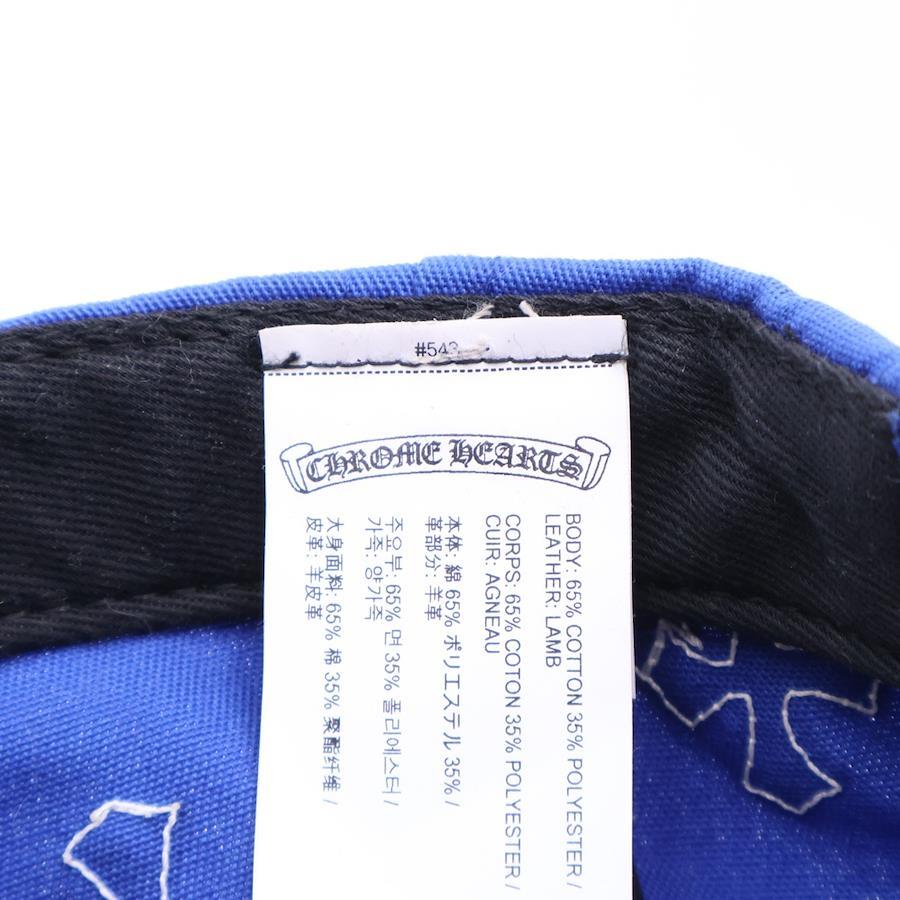 #543
CHROME HEARTS
BODY: 65% COTTON 35% POLYESTER /
LEATHER: LAMB
CORPS: 65% COTON 35% POLYESTER /
CUIR: AGNEAU
本体: 綿 65% ポリエステル 35% /
革部分: 羊革
주요부: 65% 면 35% 폴리에스터 /
가죽: 양가죽
大身面料: 65% 棉 35% 聚酯纤维 /
皮革: 羊皮革